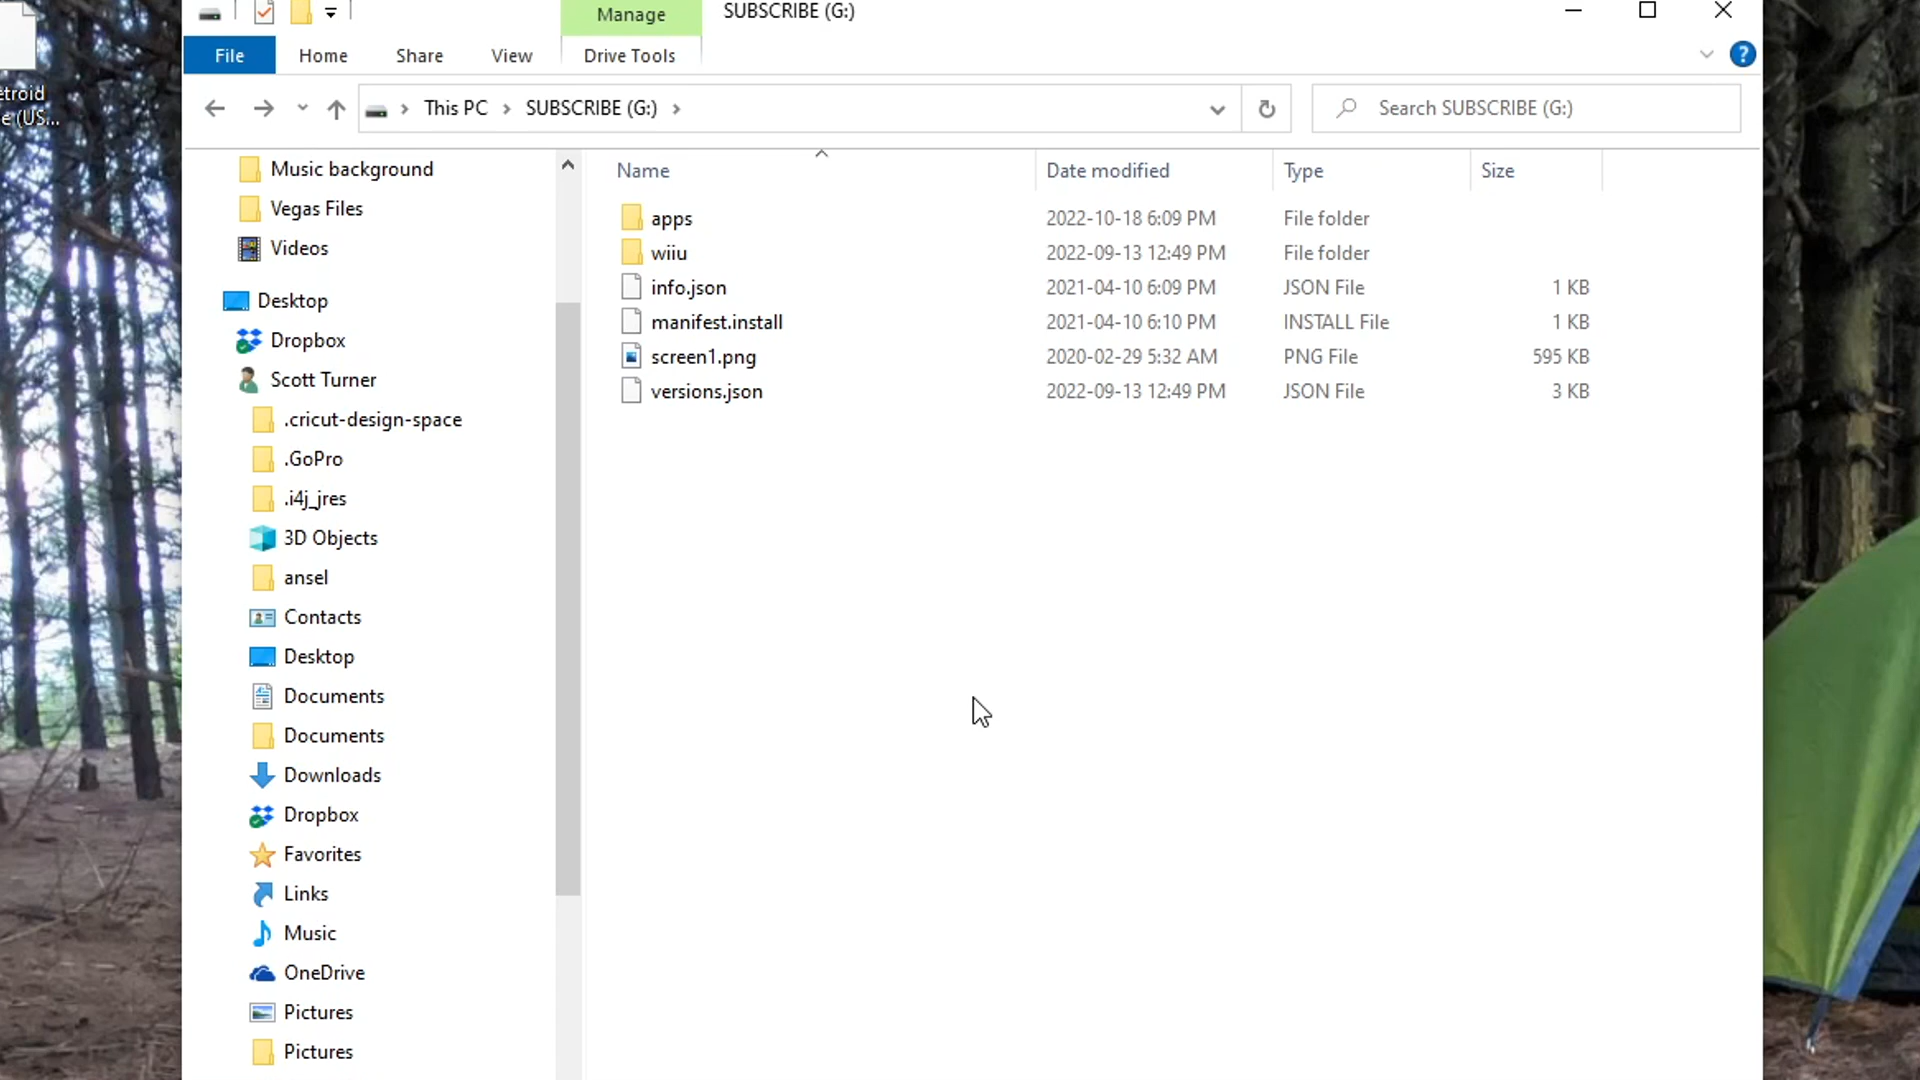 Manage
SUBSCRIBE (G:)
File
Home
Share
View
Drive Tools
?
etroid
e (US...
This PC
SUBSCRIBE (G:)
Search SUBSCRIBE (G:)
Name
Date modified
Type
Size
Music background
Vegas Files
Videos
Desktop
Dropbox
Scott Turner
.cricut-design-space
.GoPro
.i4j_jres
3D Objects
ansel
Contacts
Desktop
Documents
Documents
Downloads
Dropbox
Favorites
Links
Music
OneDrive
Pictures
Pictures
apps 2022-10-18 6:09 PM File folder
wiiu 2022-09-13 12:49 PM File folder
info.json 2021-04-10 6:09 PM JSON File 1 KB
manifest.install 2021-04-10 6:10 PM INSTALL File 1 KB
screen1.png 2020-02-29 5:32 AM PNG File 595 KB
versions.json 2022-09-13 12:49 PM JSON File 3 KB